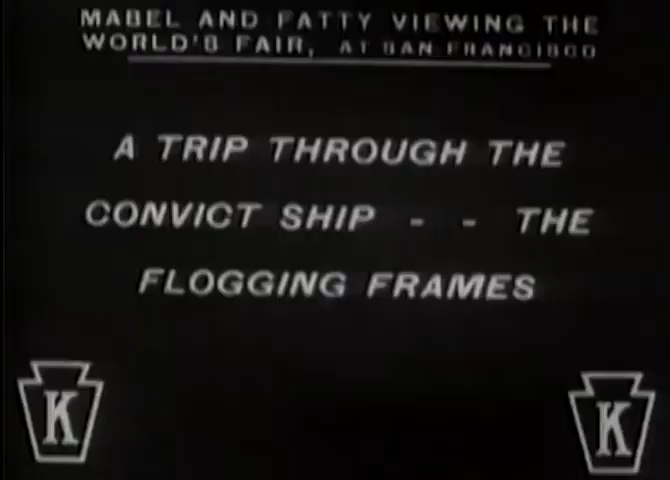 MABEL AND FATTY VIEWING THE
WORLD'S FAIR, AT SAN FRANCISCO
A TRIP THROUGH THE
CONVICT SHIP - - THE
FLOGGING FRAMES
K K